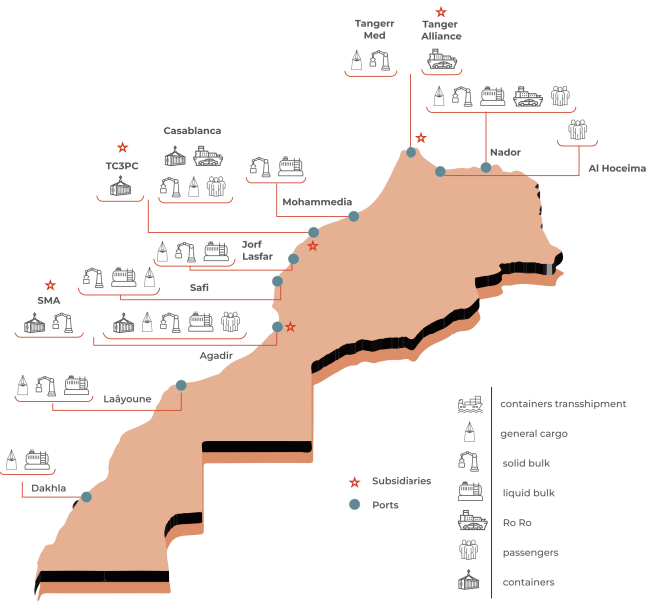 Tangerr
Med
Tanger
Alliance
Casablanca
TC3PC
Nador
Al Hoceima
Mohammedia
Jorf
Lasfar
Safi
SMA
Agadir
Laâyoune
Dakhla
Subsidiaries
Ports
containers transshipment
general cargo
solid bulk
liquid bulk
Ro Ro
passengers
containers